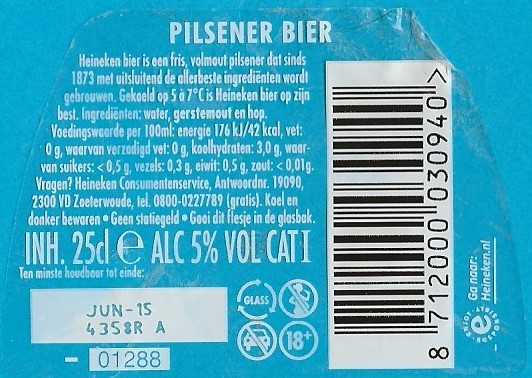 PILSENER BIER
Heineken bier is een fris, volmout pilsener dat sinds
1873 met uitsluitend de allerbeste ingrediënten wordt
gebrouwen. Gekoeld op 5 à 7°C is Heineken bier op zijn
best. Ingrediënten: water, gerstemout en hop.
Voedingswaarde per 100ml: energie 176 kJ/42 kcal, vet:
0 g, waarvan verzadigd vet: 0 g, koolhydraten: 3,0 g, waar-
van suikers: < 0,5 g, vezels: 0,3 g, eiwit: 0,5 g, zout: < 0,01g.
Vragen? Heineken Consumentenservice, Antwoordnr. 19090,
2300 VD Zoeterwoude, tel. 0800-0227789 (gratis). Koel en
donker bewaren • Geen statiegeld • Gooi dit flesje in de glasbak.
INH. 25cl ℮ ALC 5% VOL CAT I
Ten minste houdbaar tot einde:
JUN-15
4358R A
– 01288
GLASS
18+
8 712000 030940 >
Ga naar:
Heineken.nl